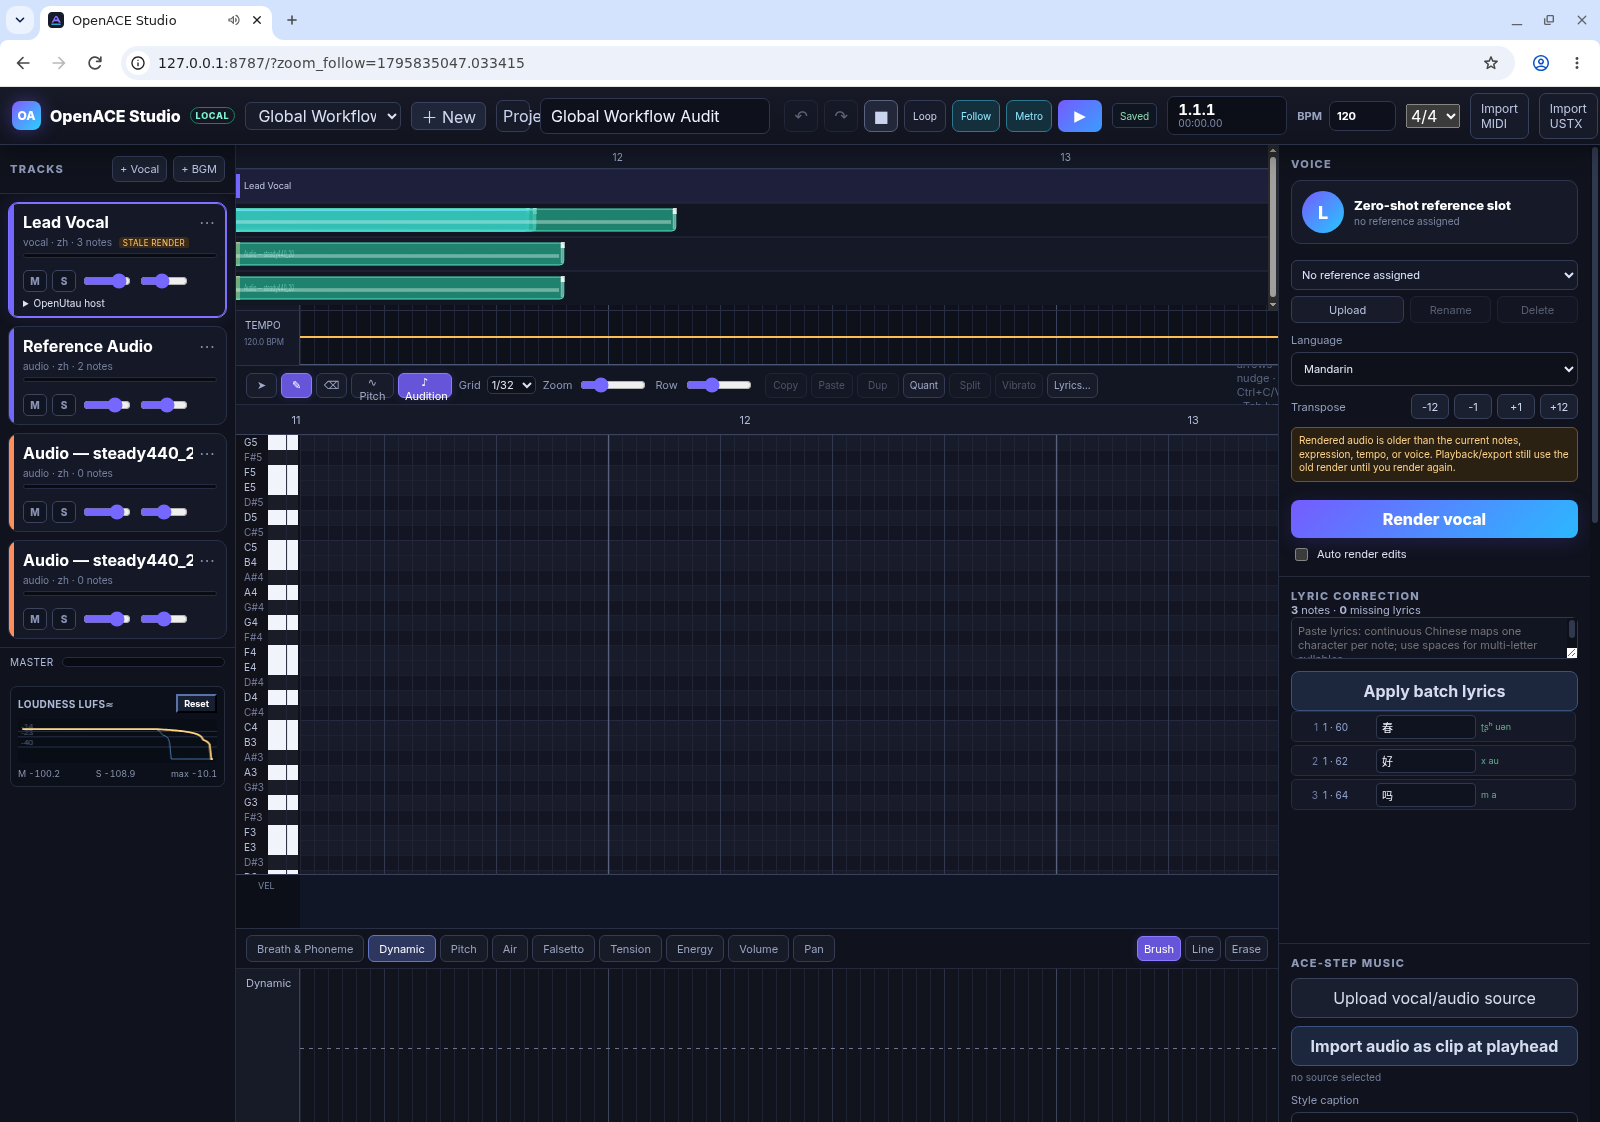 OpenACE Studio
127.0.0.1:8787/?zoom_follow=1795835047.033415
OA
OpenACE Studio
LOCAL
Global Workflow
+ New
Proje
Global Workflow Audit
Loop
Follow
Metro
Saved
1.1.1
00:00.00
BPM
120
4/4
Import MIDI
Import USTX
TRACKS
+ Vocal
+ BGM
Lead Vocal
vocal · zh · 3 notes
STALE RENDER
M
S
OpenUtau host
Reference Audio
audio · zh · 2 notes
M
S
Audio — steady440_2
audio · zh · 0 notes
M
S
Audio — steady440_2
audio · zh · 0 notes
M
S
MASTER
LOUDNESS LUFS≈
Reset
-40
M -100.2
S -108.9
max -10.1
12
13
Lead Vocal
TEMPO
120.0 BPM
Pitch
Audition
Grid
1/32
Zoom
Row
Copy
Paste
Dup
Quant
Split
Vibrato
Lyrics...
nudge ·
Ctrl+C/V
11
12
13
G5
F#5
F5
E5
D#5
D5
C#5
C5
B4
A#4
A4
G#4
G4
F#4
F4
E4
D#4
D4
C#4
C4
B3
A#3
A3
G#3
G3
F#3
F3
E3
D#3
VEL
Breath & Phoneme
Dynamic
Pitch
Air
Falsetto
Tension
Energy
Volume
Pan
Brush
Line
Erase
Dynamic
VOICE
L
Zero-shot reference slot
no reference assigned
No reference assigned
Upload
Rename
Delete
Language
Mandarin
Transpose
-12
-1
+1
+12
Rendered audio is older than the current notes,
expression, tempo, or voice. Playback/export still use the
old render until you render again.
Render vocal
Auto render edits
LYRIC CORRECTION
3 notes · 0 missing lyrics
Paste lyrics: continuous Chinese maps one
character per note; use spaces for multi-letter
Apply batch lyrics
1 1 · 60
春
tʂʰ uən
2 1 · 62
好
x au
3 1 · 64
吗
m a
ACE-STEP MUSIC
Upload vocal/audio source
Import audio as clip at playhead
no source selected
Style caption